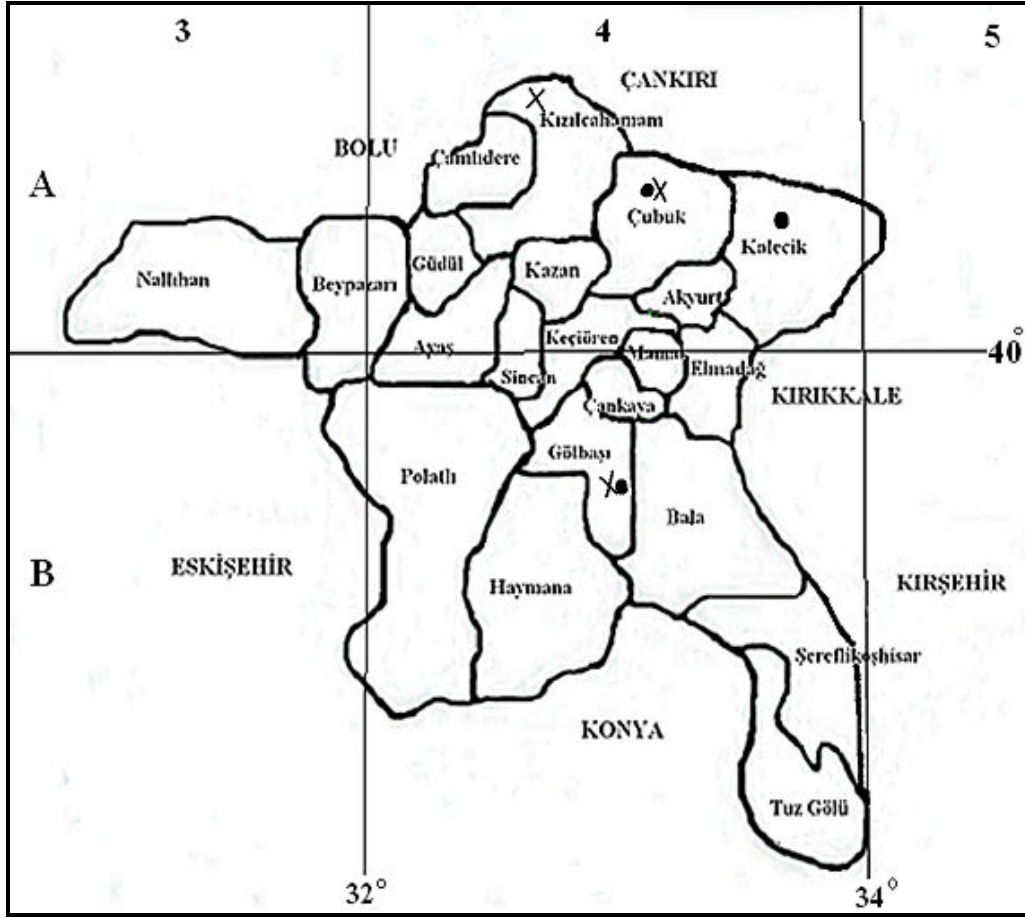 3
4
5
ÇANKIRI
Kızılcahamam
BOLU
Çamlıdere
A
Çubuk
Kalecik
Güdül
Kazan
Nallıhan
Beypazarı
Akyurt
Ayaş
Keçiören
Mamak
40°
Elmadağ
Sincan
KIRIKKALE
Çankaya
Gölbaşı
Polatlı
Bala
ESKİŞEHİR
B
Haymana
KIRŞEHİR
Şereflikoşhisar
KONYA
Tuz Gölü
32°
34°